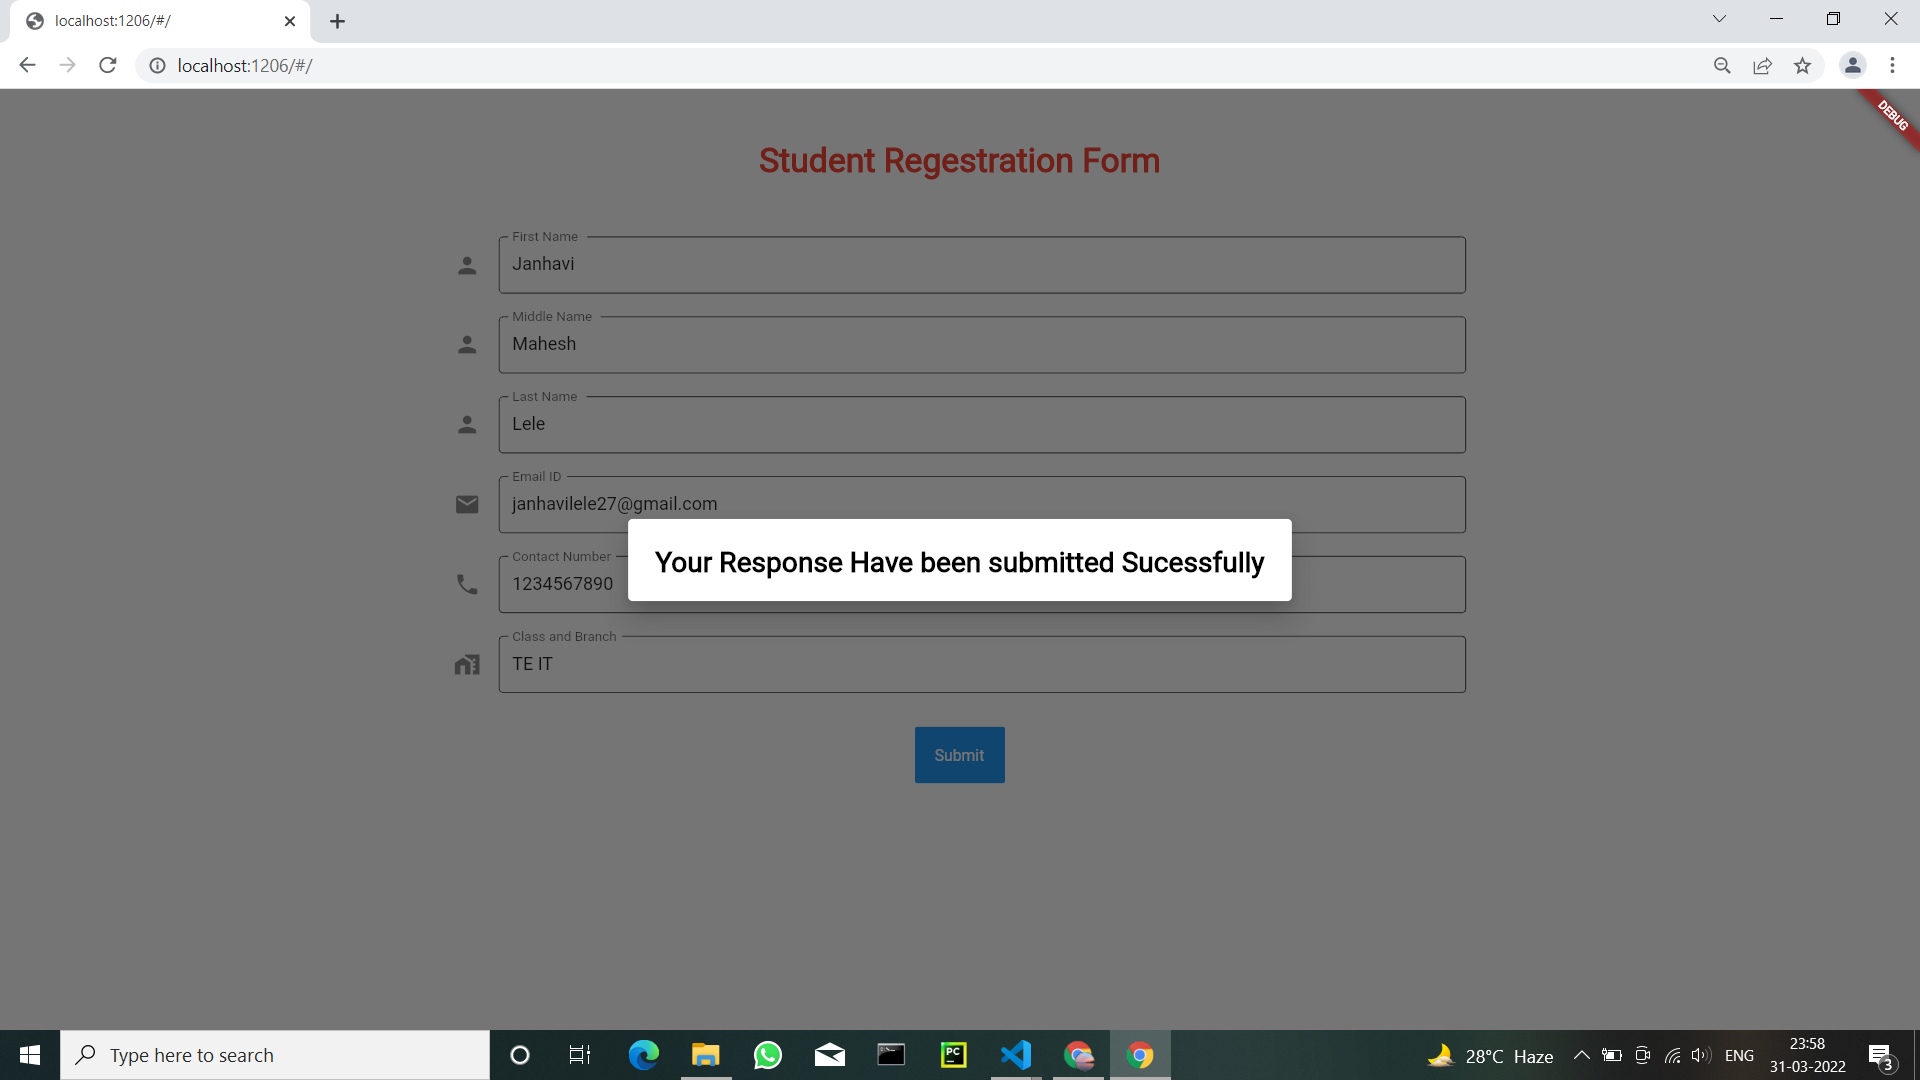 localhost:1206/#/
localhost:1206/#/
DEBUG
Student Regestration Form
First Name
Janhavi
Middle Name
Mahesh
Last Name
Lele
Email ID
janhavilele27@gmail.com
Your Response Have been submitted Sucessfully
Contact Number
1234567890
Class and Branch
TE IT
Submit
Type here to search
PC
28°C Haze
ENG
23:58
31-03-2022
3